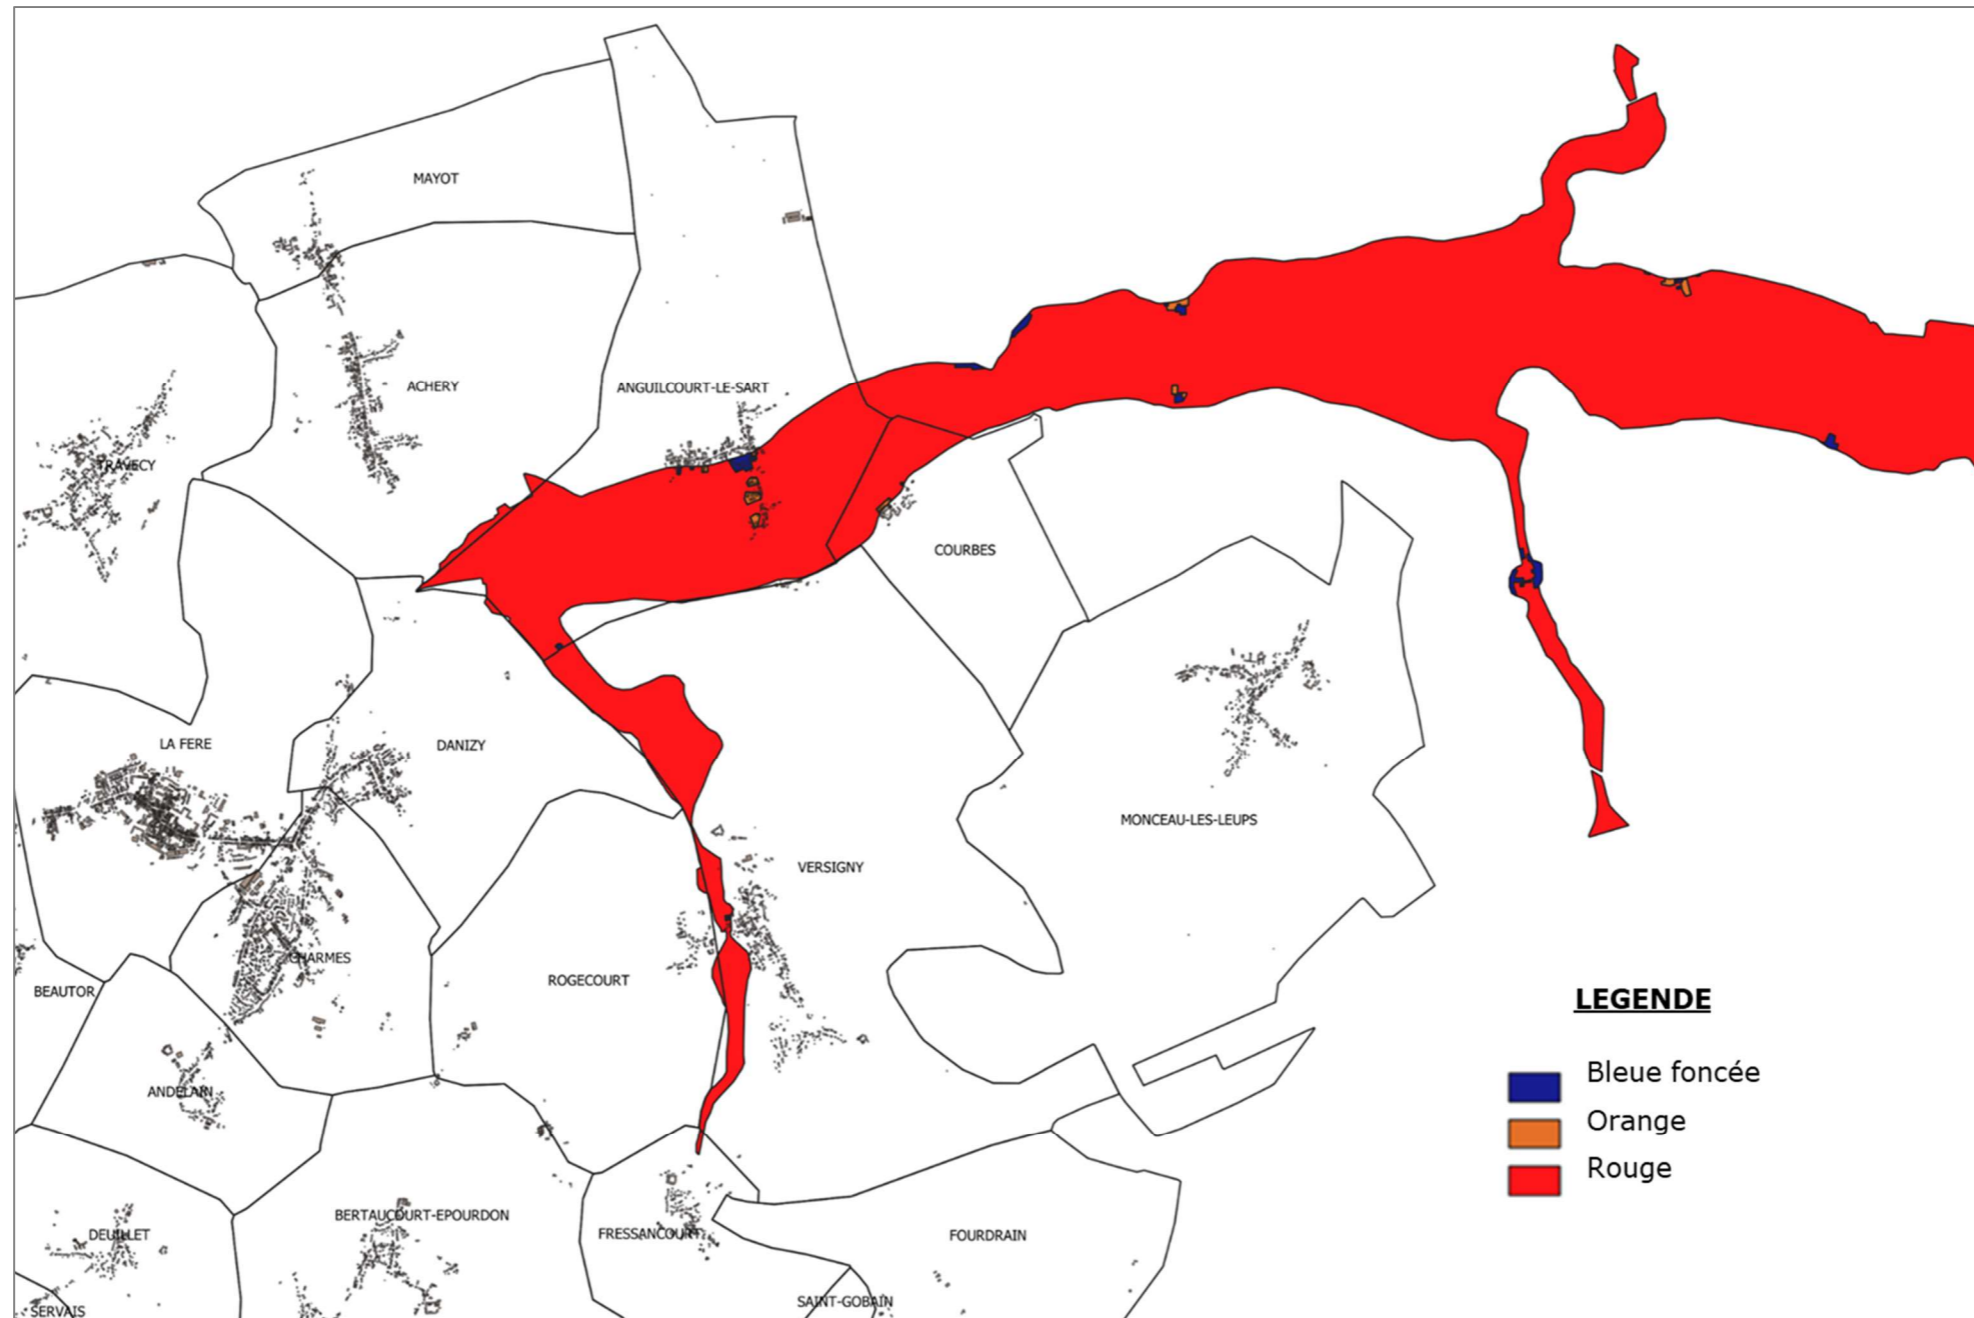 MAYOT
ACHERY
ANGUILCOURT-LE-SART
TRAVECY
COURBES
LA FERE
DANIZY
MONCEAU-LES-LEUPS
VERSIGNY
CHARMES
ROGECOURT
BEAUTOR
LEGENDE
Bleue foncée
ANDELAIN
Orange
Rouge
BERTAUCOURT-EPOURDON
DEUILLET
FRESSANCOURT
FOURDRAIN
SERVAIS
SAINT-GOBAIN